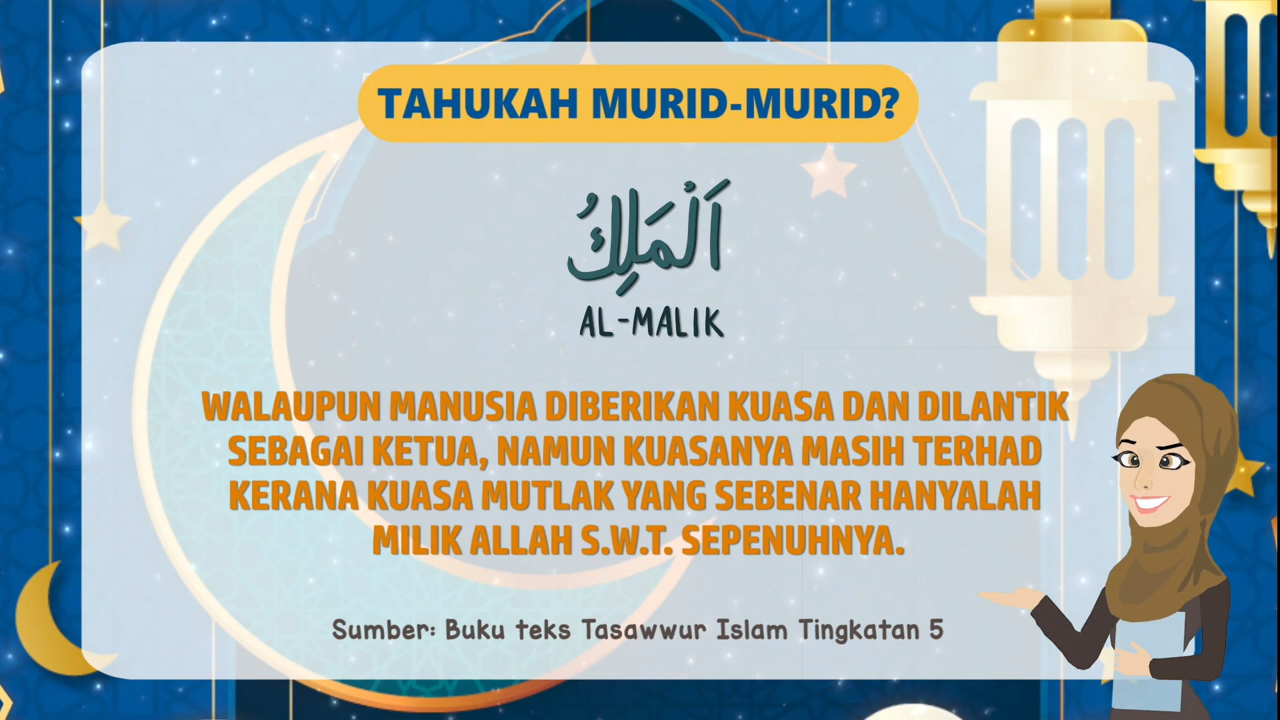 TAHUKAH MURID-MURID?
اَلْمَلِكُ
AL-MALIK
WALAUPUN MANUSIA DIBERIKAN KUASA DAN DILANTIK
SEBAGAI KETUA, NAMUN KUASANYA MASIH TERHAD
KERANA KUASA MUTLAK YANG SEBENAR HANYALAH
MILIK ALLAH S.W.T. SEPENUHNYA.
Sumber: Buku teks Tasawwur Islam Tingkatan 5